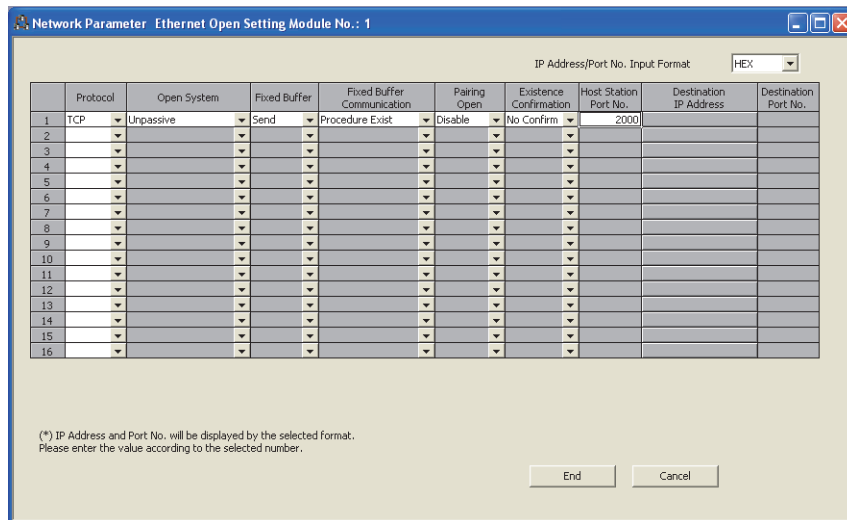 Network Parameter Ethernet Open Setting Module No.: 1
IP Address/Port No. Input Format HEX
Protocol Open System Fixed Buffer Fixed Buffer Communication Pairing Open Existence Confirmation Host Station Port No. Destination IP Address Destination Port No.
1 TCP Unpassive Send Procedure Exist Disable No Confirm 2000
2
3
4
5
6
7
8
9
10
11
12
13
14
15
16
(*) IP Address and Port No. will be displayed by the selected format.
Please enter the value according to the selected number.
End Cancel